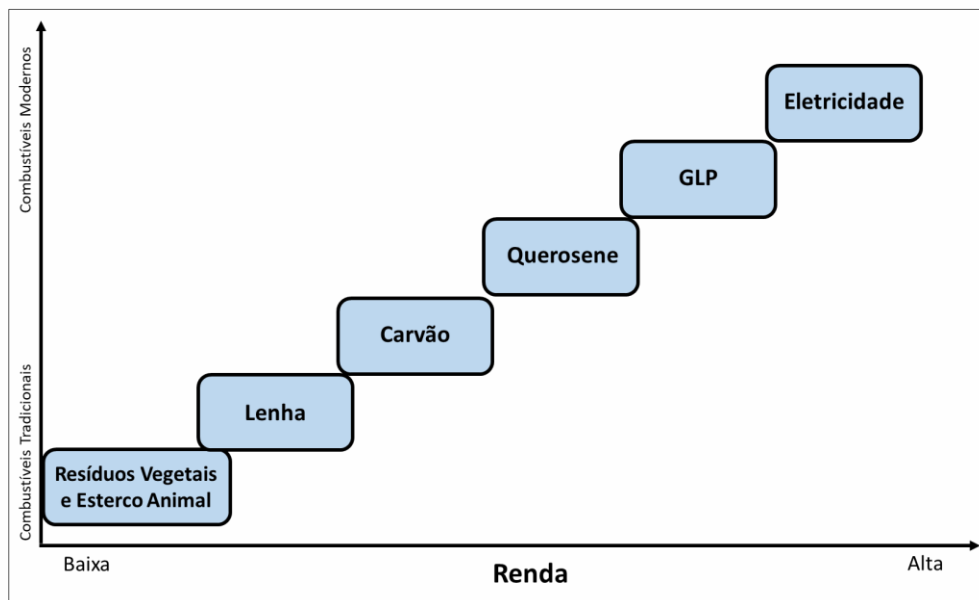 Combustíveis Modernos
Eletricidade
GLP
Querosene
Carvão
Lenha
Combustíveis Tradicionais
Resíduos Vegetais
e Esterco Animal
Baixa
Renda
Alta